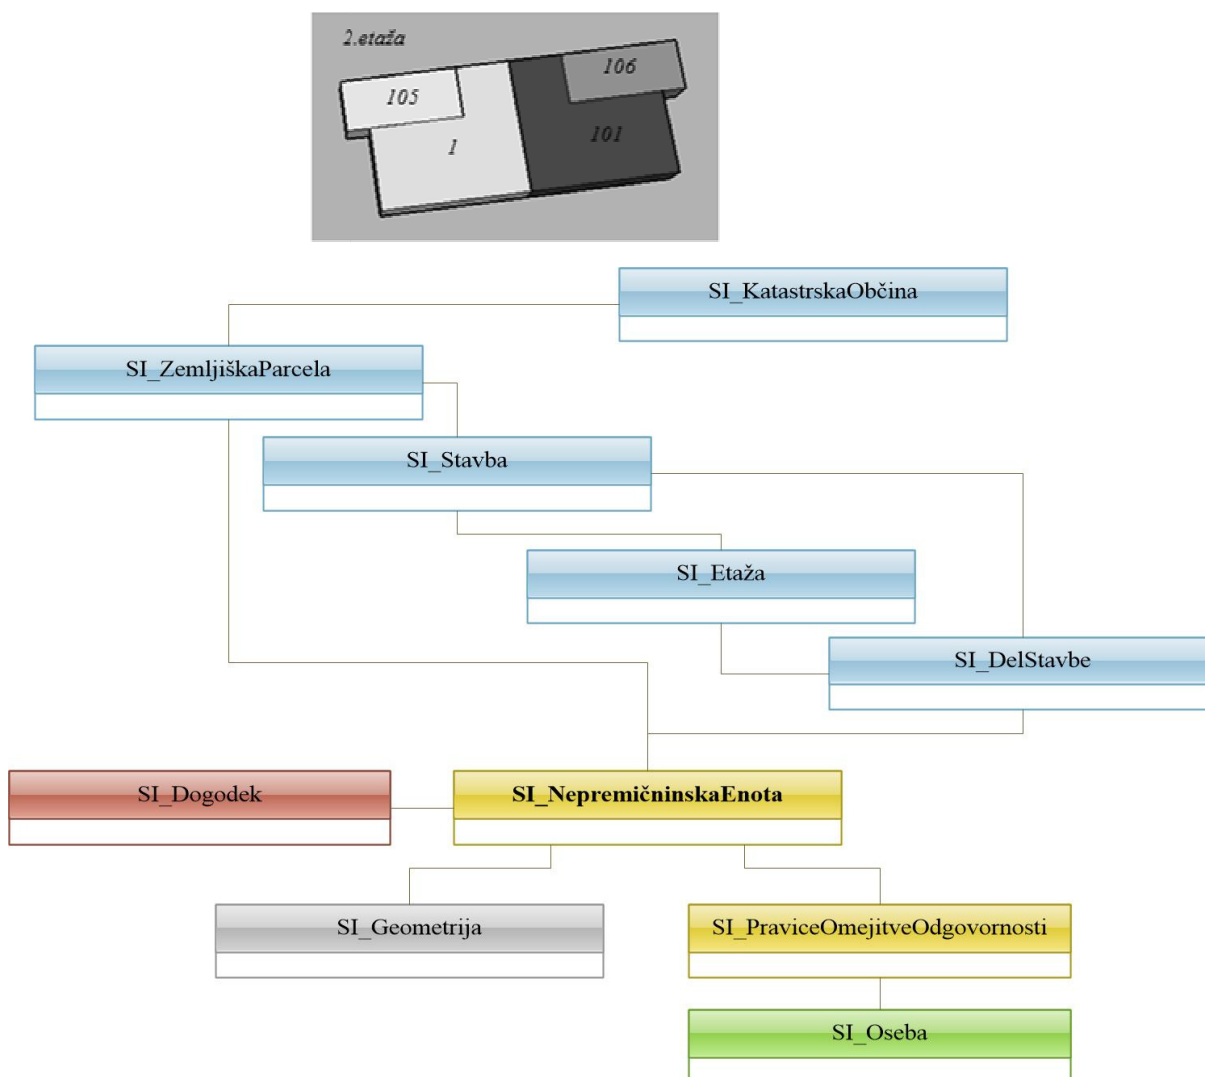 2.etaža
106
105
1
101
SI_KatastrskaObčina
SI_ZemljiškaParcela
SI_Stavba
SI_Etaža
SI_DelStavbe
SI_Dogodek
SI_NepremičninskaEnota
SI_Geometrija
SI_PraviceOmejitveOdgovornosti
SI_Oseba